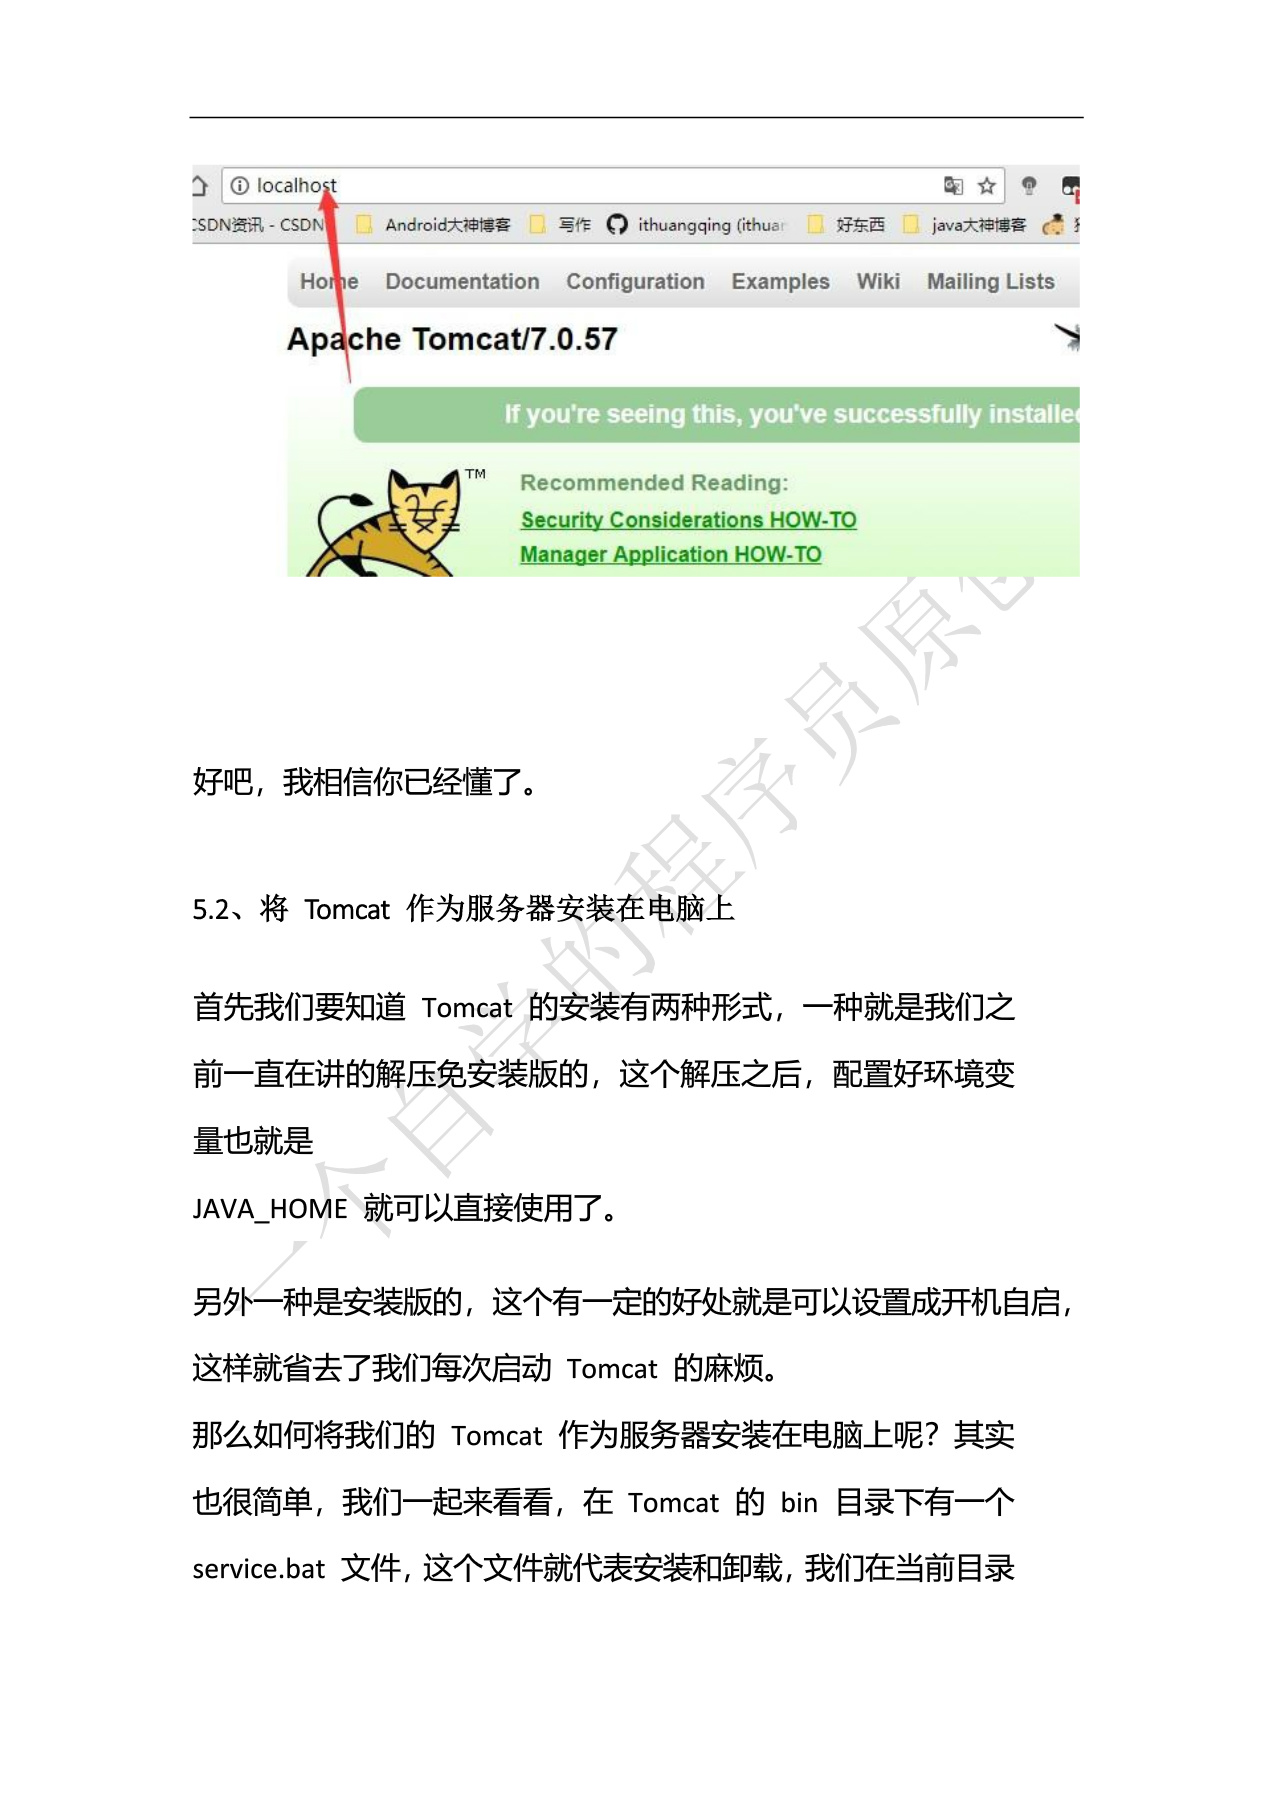 localhost
CSDN资讯 - CSDN Android大神博客 写作 ithuangqing (ithuar 好东西 java大神博客
Home Documentation Configuration Examples Wiki Mailing Lists
Apache Tomcat/7.0.57
If you're seeing this, you've successfully installed
TM
Recommended Reading:
Security Considerations HOW-TO
Manager Application HOW-TO
一个自学的程序员原创
好吧，我相信你已经懂了。
5.2、将 Tomcat 作为服务器安装在电脑上
首先我们要知道 Tomcat 的安装有两种形式，一种就是我们之
前一直在讲的解压免安装版的，这个解压之后，配置好环境变
量也就是
JAVA_HOME 就可以直接使用了。
另外一种是安装版的，这个有一定的好处就是可以设置成开机自启，
这样就省去了我们每次启动 Tomcat 的麻烦。
那么如何将我们的 Tomcat 作为服务器安装在电脑上呢？其实
也很简单，我们一起来看看，在 Tomcat 的 bin 目录下有一个
service.bat 文件，这个文件就代表安装和卸载，我们在当前目录